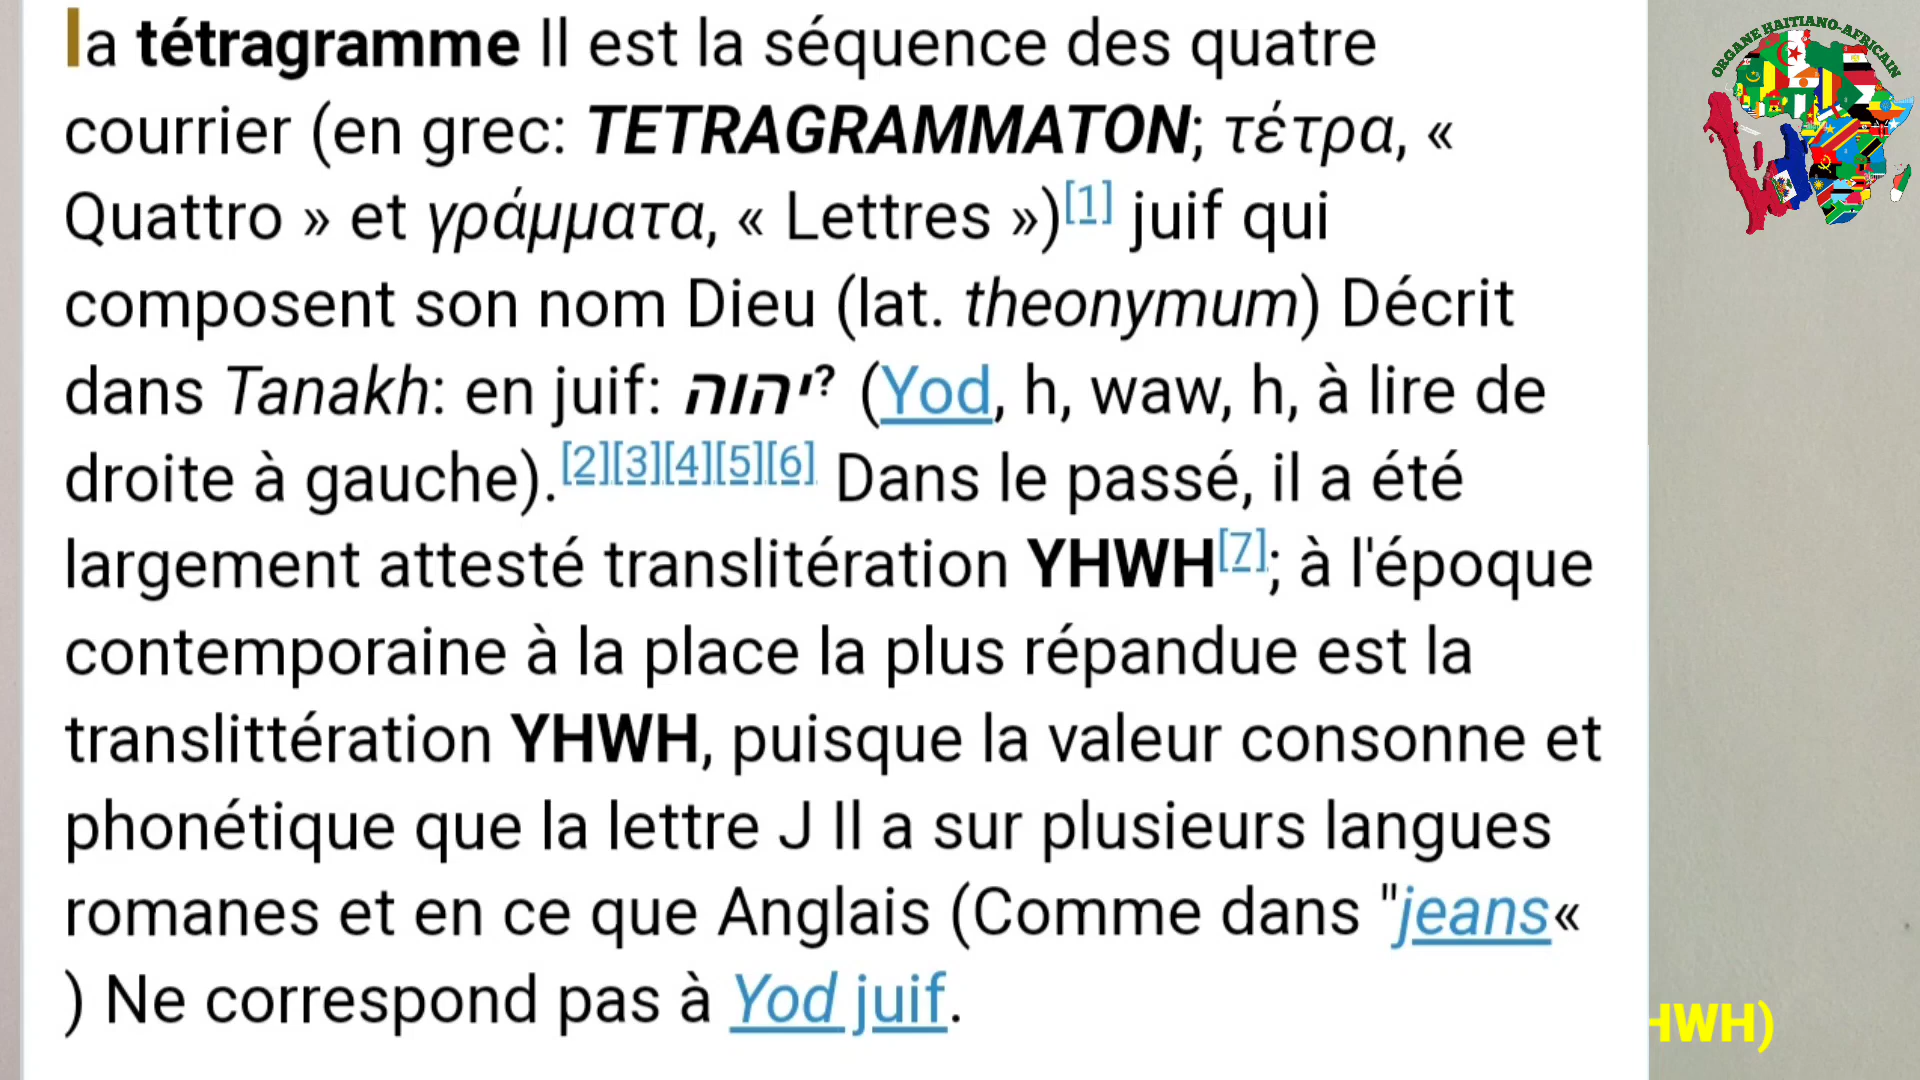 la tétragramme Il est la séquence des quatre
courrier (en grec: TETRAGRAMMATON; τέτρα, «
Quattro » et γράμματα, « Lettres »)[1] juif qui
composent son nom Dieu (lat. theonymum) Décrit
dans Tanakh: en juif: יהוה? (Yod, h, waw, h, à lire de
droite à gauche).[2][3][4][5][6] Dans le passé, il a été
largement attesté translitération YHWH[7]; à l'époque
contemporaine à la place la plus répandue est la
translittération YHWH, puisque la valeur consonne et
phonétique que la lettre J Il a sur plusieurs langues
romanes et en ce que Anglais (Comme dans "jeans«
) Ne correspond pas à Yod juif.
ORGANE HAITIANO-AFRICAIN
HWH)